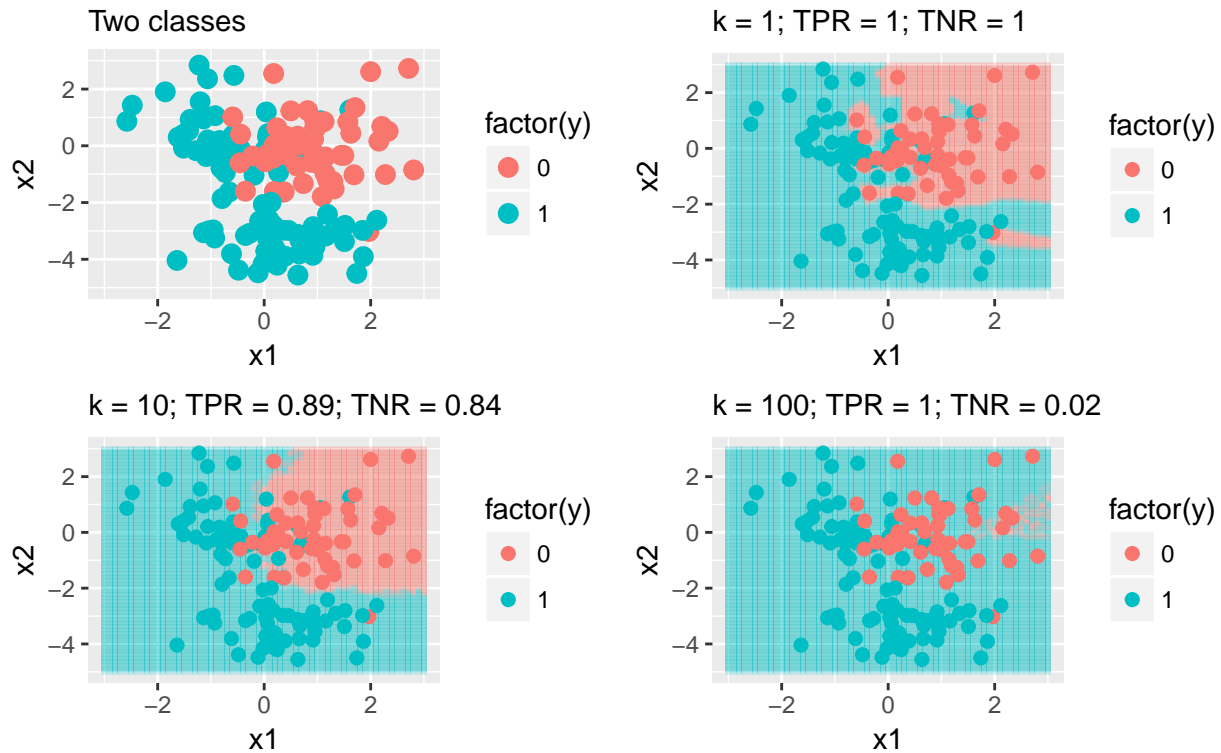 Two classes
2
0
−2
−4
−2
0
2
x1
x2
factor(y)
0
1
k = 1; TPR = 1; TNR = 1
2
0
−2
−4
−2
0
2
x1
x2
factor(y)
0
1
k = 10; TPR = 0.89; TNR = 0.84
2
0
−2
−4
−2
0
2
x1
x2
factor(y)
0
1
k = 100; TPR = 1; TNR = 0.02
2
0
−2
−4
−2
0
2
x1
x2
factor(y)
0
1